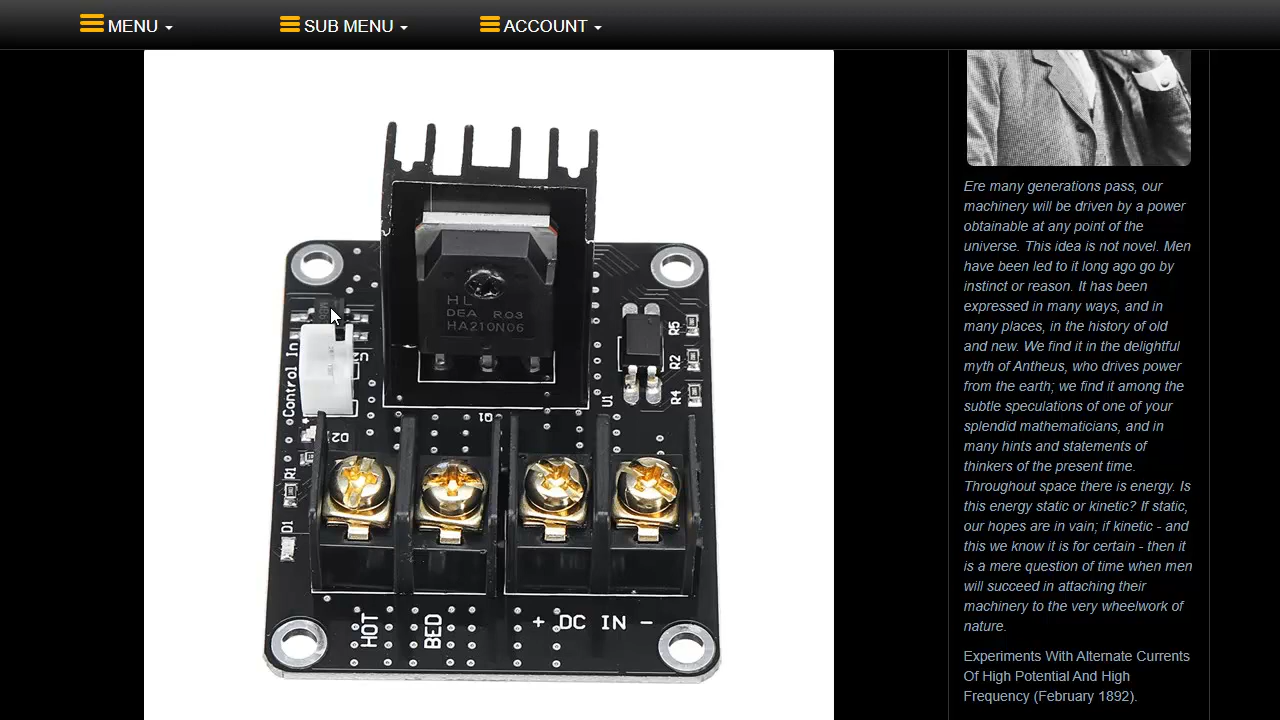 MENU
SUB MENU
ACCOUNT
HL
DEA R03
HA210N06
Control In
U2
R5
R2
R4
U1
Q1
D2
R1
D1
HOT
BED
+ DC IN -
Ere many generations pass, our
machinery will be driven by a power
obtainable at any point of the
universe. This idea is not novel. Men
have been led to it long ago go by
instinct or reason. It has been
expressed in many ways, and in
many places, in the history of old
and new. We find it in the delightful
myth of Antheus, who drives power
from the earth; we find it among the
subtle speculations of one of your
splendid mathematicians, and in
many hints and statements of
thinkers of the present time.
Throughout space there is energy. Is
this energy static or kinetic? If static,
our hopes are in vain; if kinetic - and
this we know it is for certain - then it
is a mere question of time when men
will succeed in attaching their
machinery to the very wheelwork of
nature.
Experiments With Alternate Currents
Of High Potential And High
Frequency (February 1892).